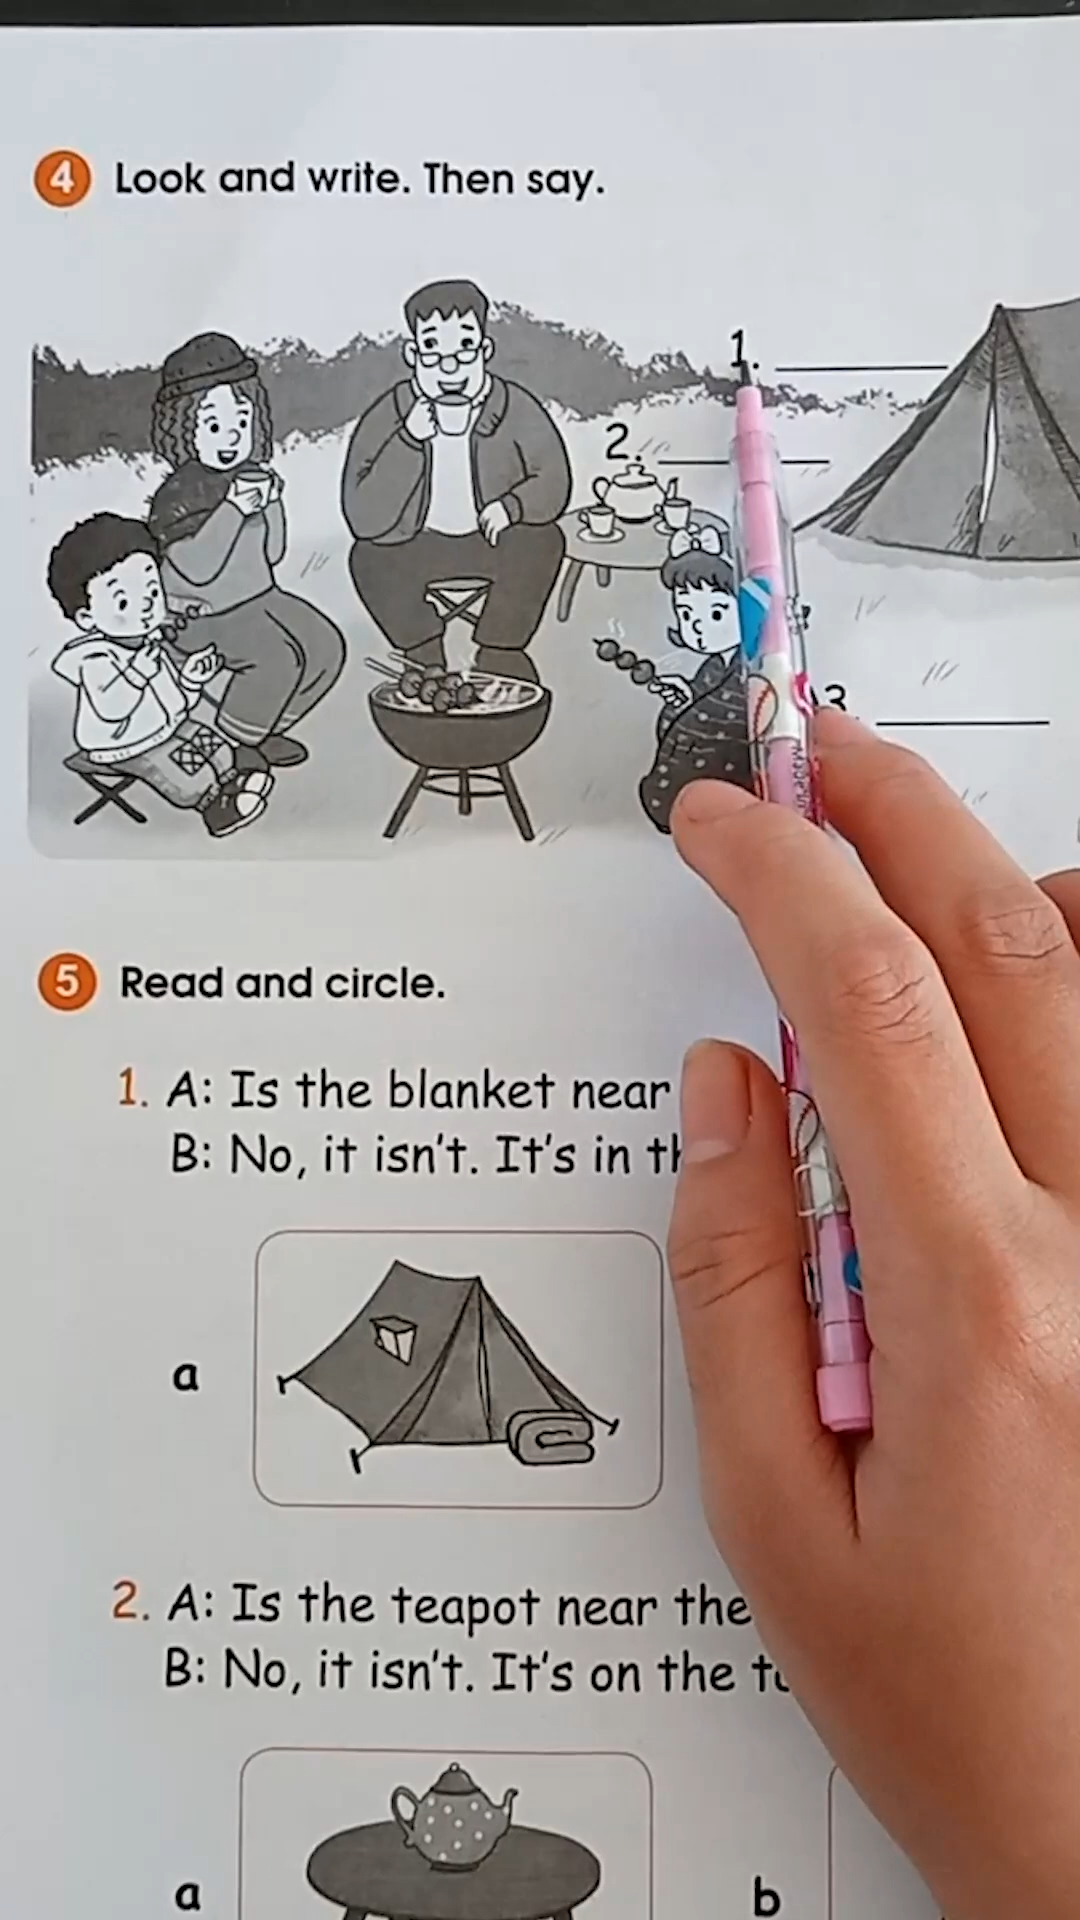 4 Look and write. Then say.
1.
2.
3.
5 Read and circle.
1. A: Is the blanket near
B: No, it isn't. It's in
a
2. A: Is the teapot near the
B: No, it isn't. It's on the
a
b